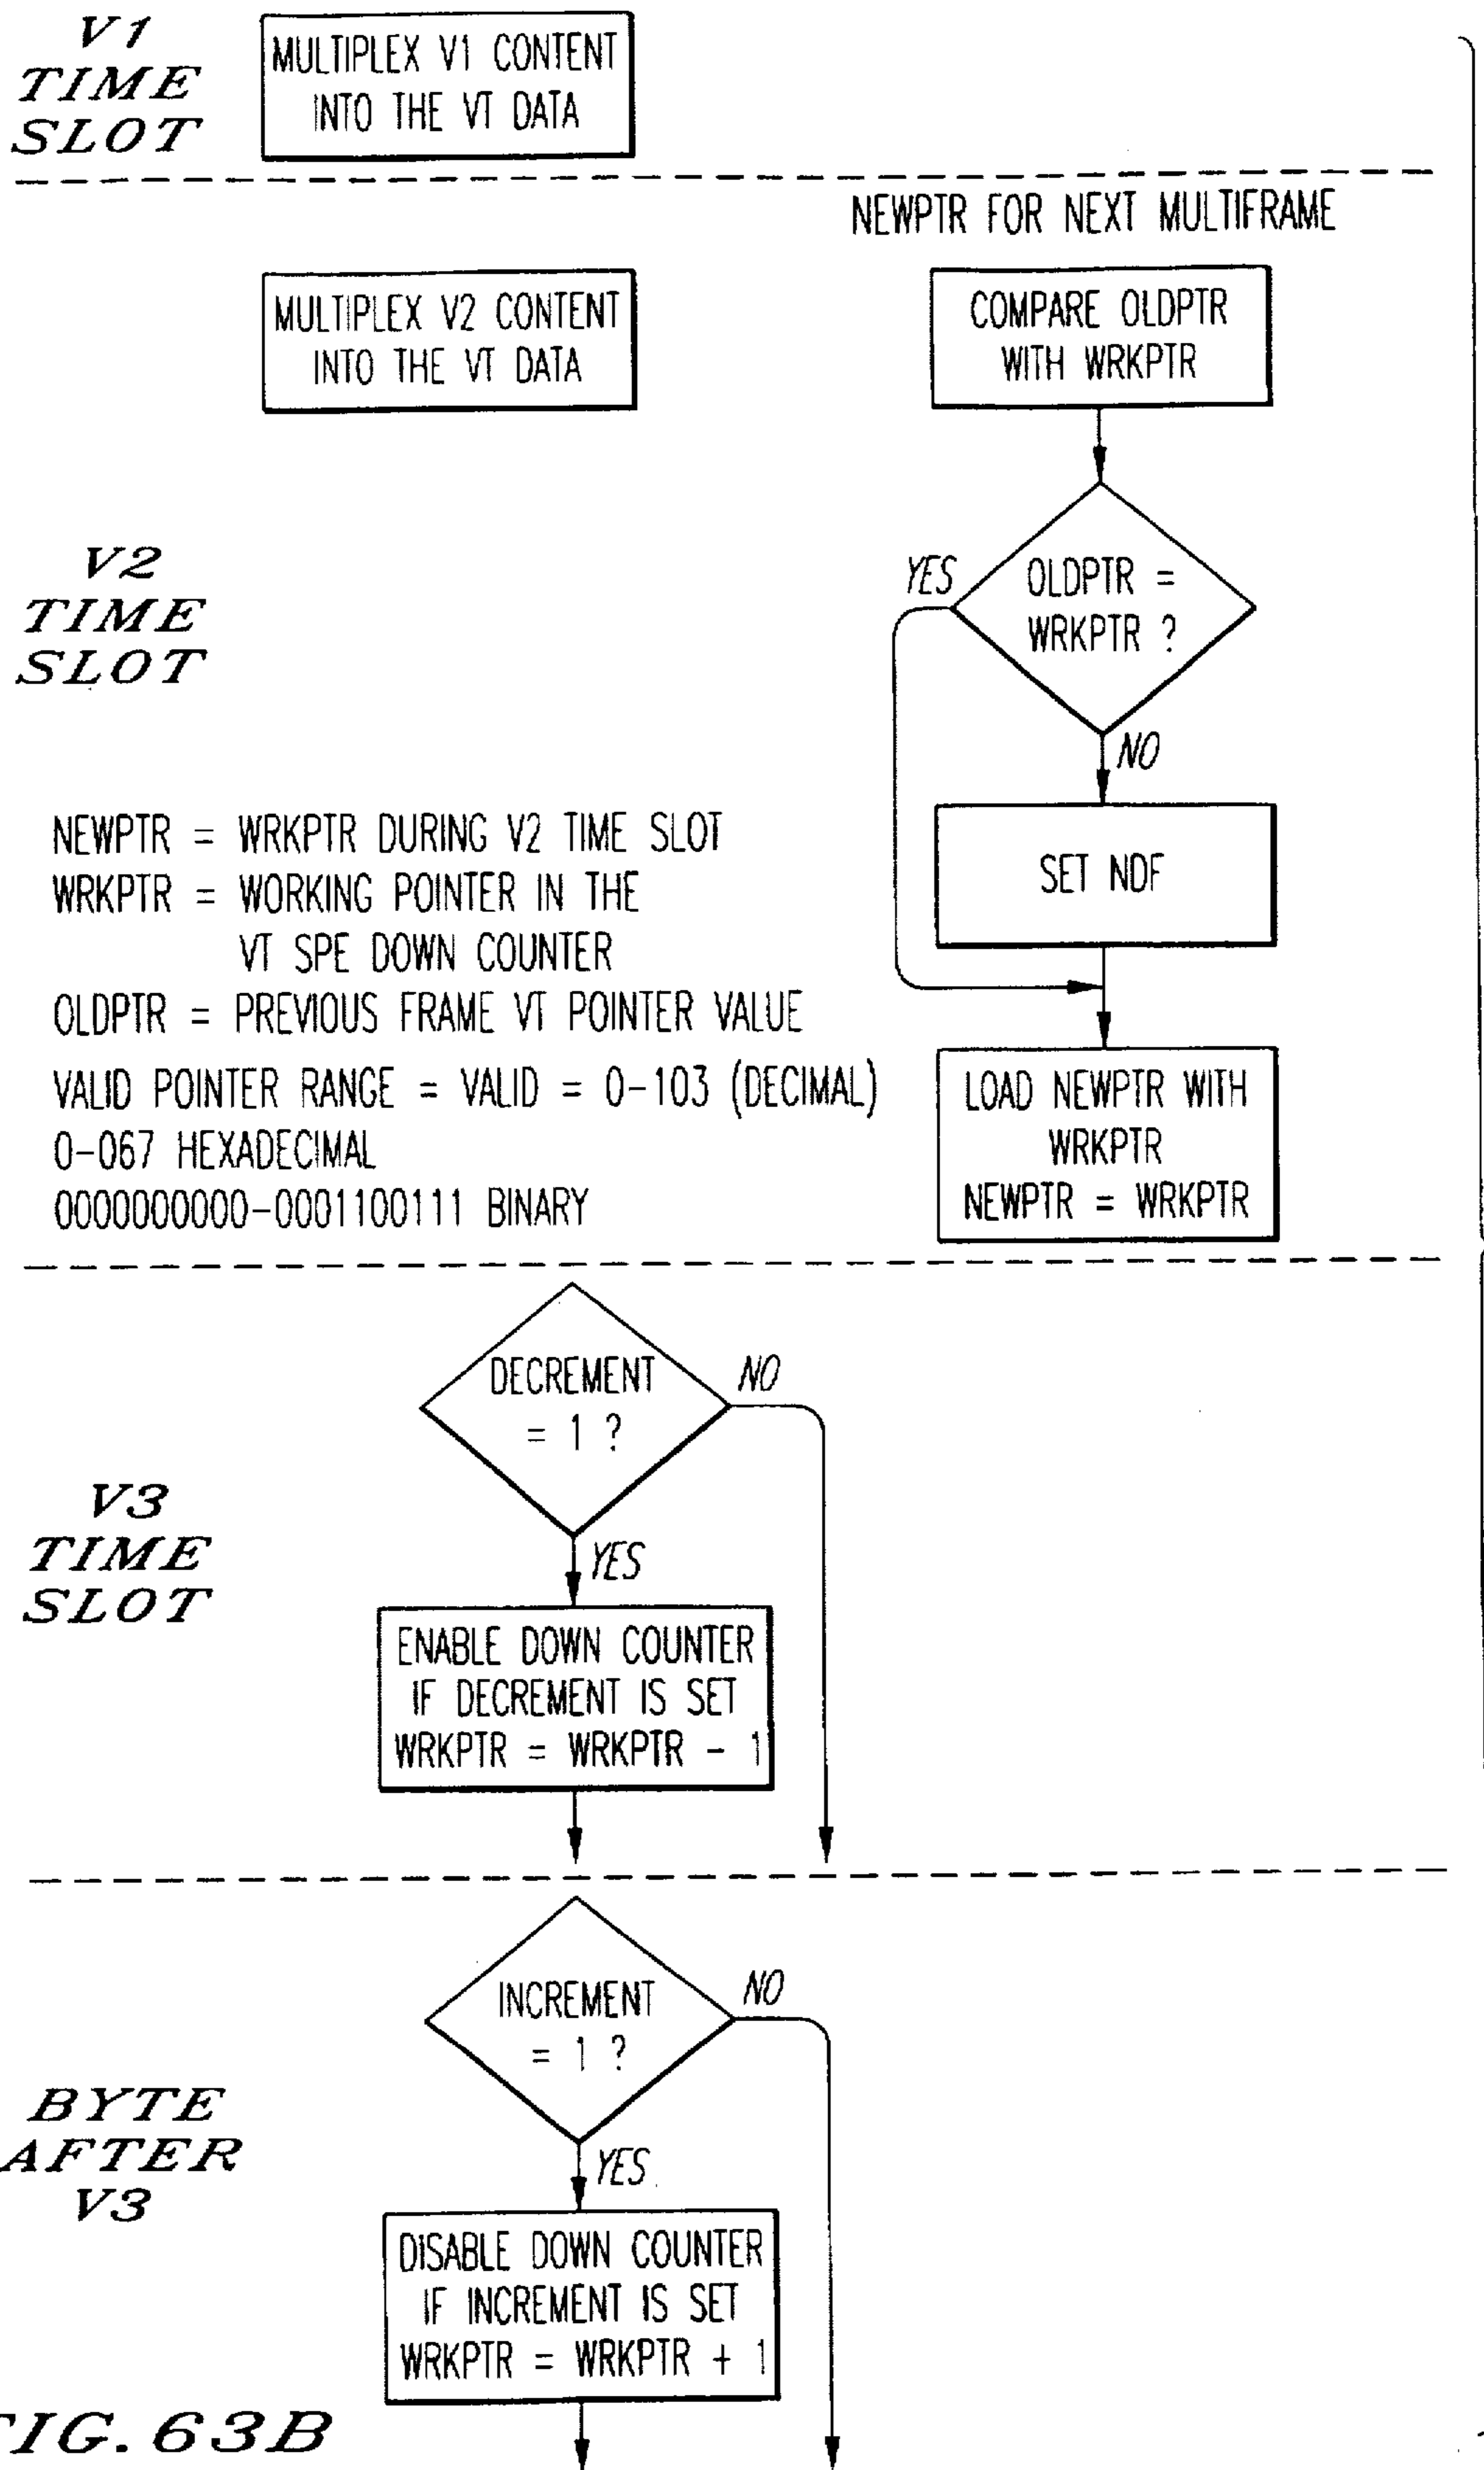 V1
TIME
SLOT
MULTIPLEX V1 CONTENT
INTO THE VT DATA
NEWPTR FOR NEXT MULTIFRAME
MULTIPLEX V2 CONTENT
INTO THE VT DATA
COMPARE OLDPTR
WITH WRKPTR
V2
TIME
SLOT
YES
OLDPTR =
WRKPTR ?
NO
SET NDF
NEWPTR = WRKPTR DURING V2 TIME SLOT
WRKPTR = WORKING POINTER IN THE
VT SPE DOWN COUNTER
OLDPTR = PREVIOUS FRAME VT POINTER VALUE
VALID POINTER RANGE = VALID = 0-103 (DECIMAL)
0-067 HEXADECIMAL
0000000000-0001100111 BINARY
LOAD NEWPTR WITH
WRKPTR
NEWPTR = WRKPTR
V3
TIME
SLOT
DECREMENT
= 1 ?
NO
YES
ENABLE DOWN COUNTER
IF DECREMENT IS SET
WRKPTR = WRKPTR - 1
BYTE
AFTER
V3
INCREMENT
= 1 ?
NO
YES
DISABLE DOWN COUNTER
IF INCREMENT IS SET
WRKPTR = WRKPTR + 1
FIG. 63B